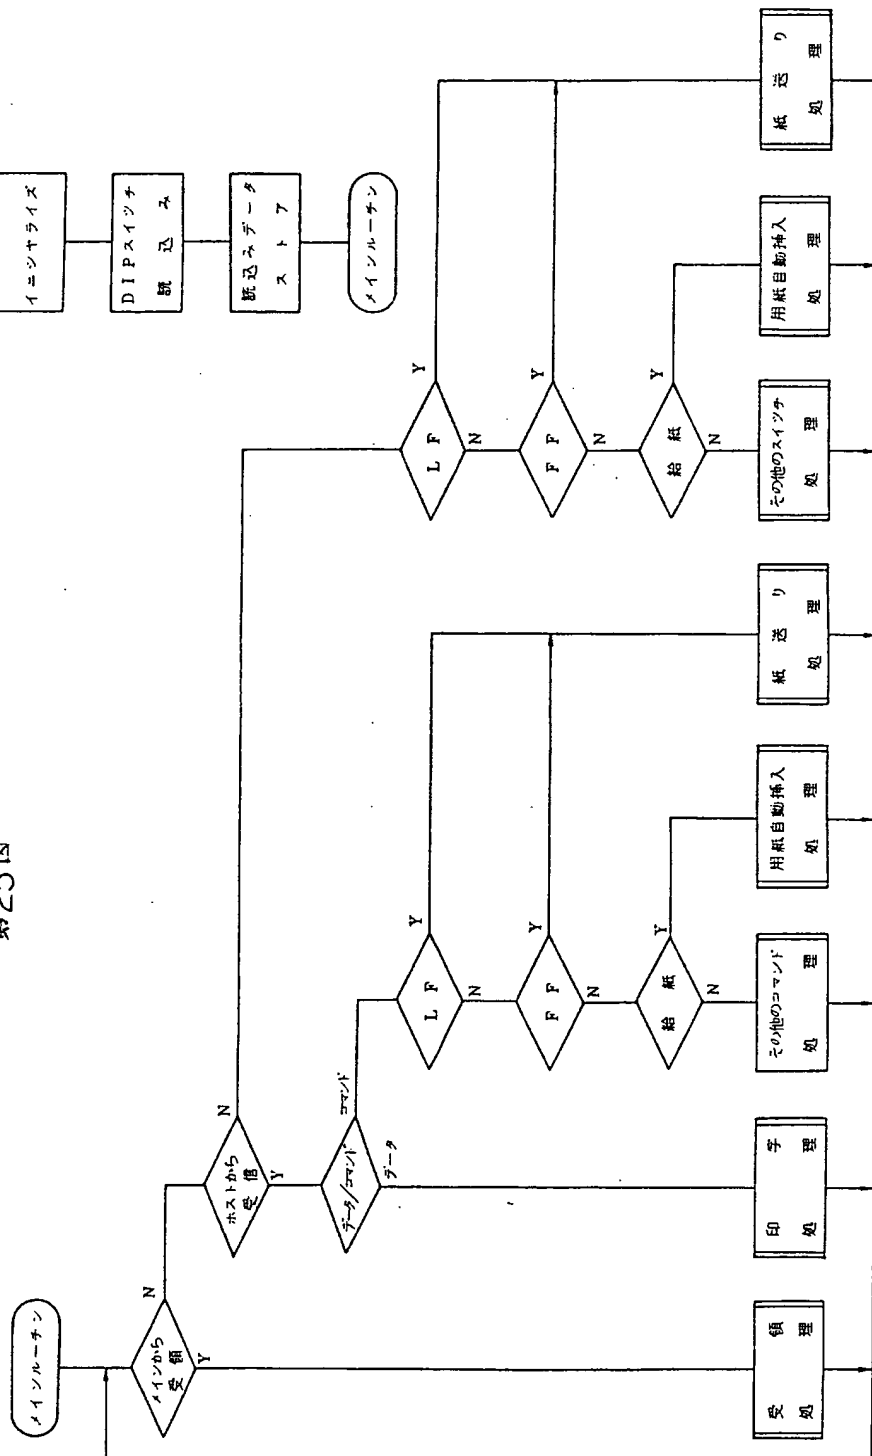 第25図
イニシヤライズ
DIPスイツチ
読込み
読込みデータ
ストア
メインルーチン
メインルーチン
メインから
受領
N
Y
ホストから
受信
N
Y
データ/コマンド
コマンド
データ
LF
Y
N
FF
Y
N
給紙
Y
N
LF
Y
N
FF
Y
N
給紙
Y
N
受領
処理
印字
処理
その他のコマンド
処理
用紙自動挿入
処理
紙送り
処理
その他のスイツチ
処理
用紙自動挿入
処理
紙送り
処理